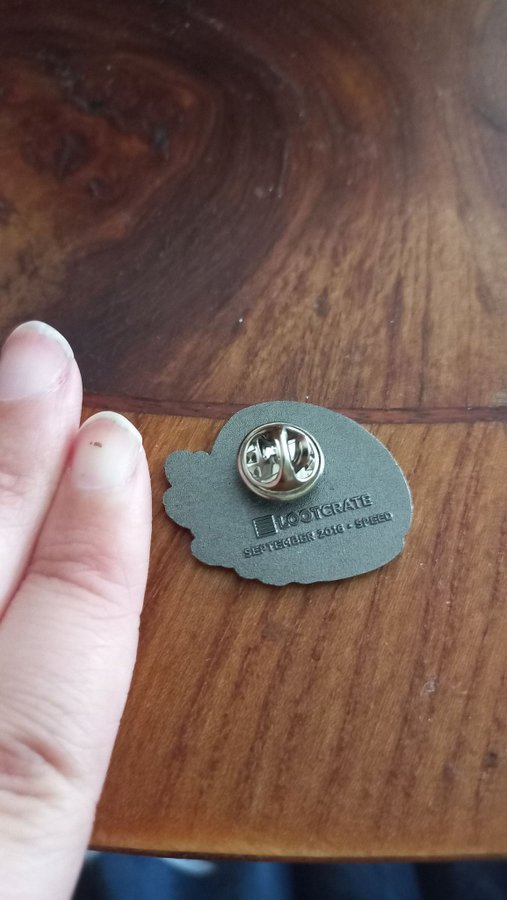 LOOTCRATE
SEPTEMBER 2016 • SPEED